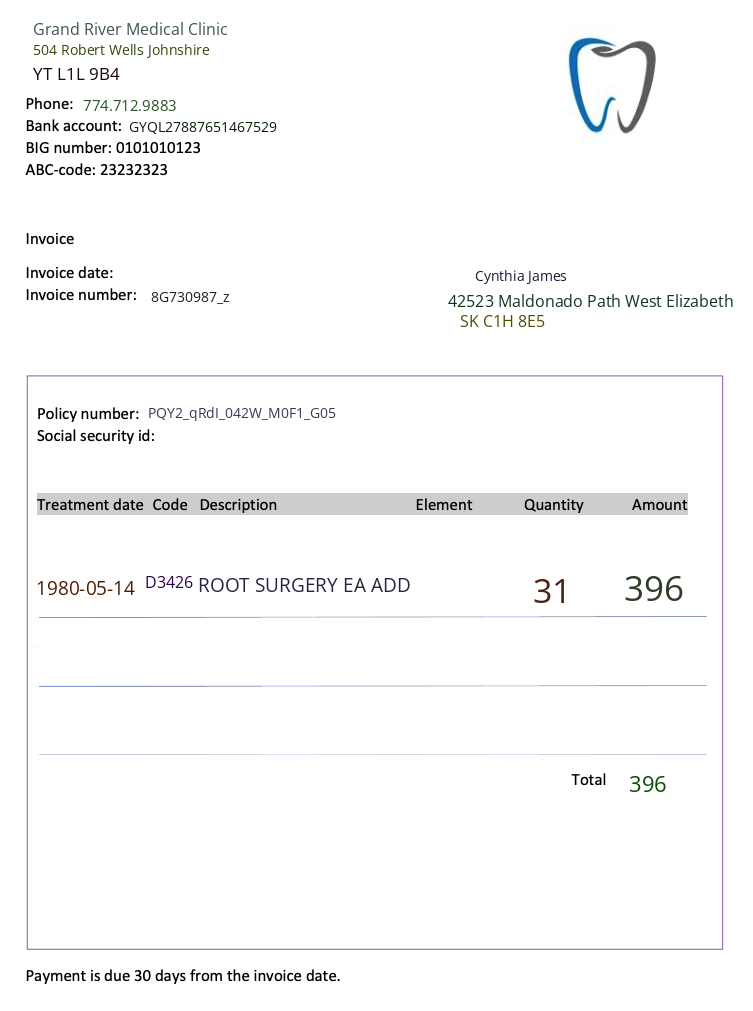 Grand River Medical Clinic
504 Robert Wells Johnshire
YT L1L 9B4
Phone: 774.712.9883
Bank account: GYQL27887651467529
BIG number: 0101010123
ABC-code: 23232323
Invoice
Invoice date:
Invoice number: 8G730987_z
Cynthia James
42523 Maldonado Path West Elizabeth
SK C1H 8E5
Policy number: PQY2_qRdI_042W_M0F1_G05
Social security id:
Treatment date Code Description Element Quantity Amount
1980-05-14 D3426 ROOT SURGERY EA ADD 31 396
Total 396
Payment is due 30 days from the invoice date.